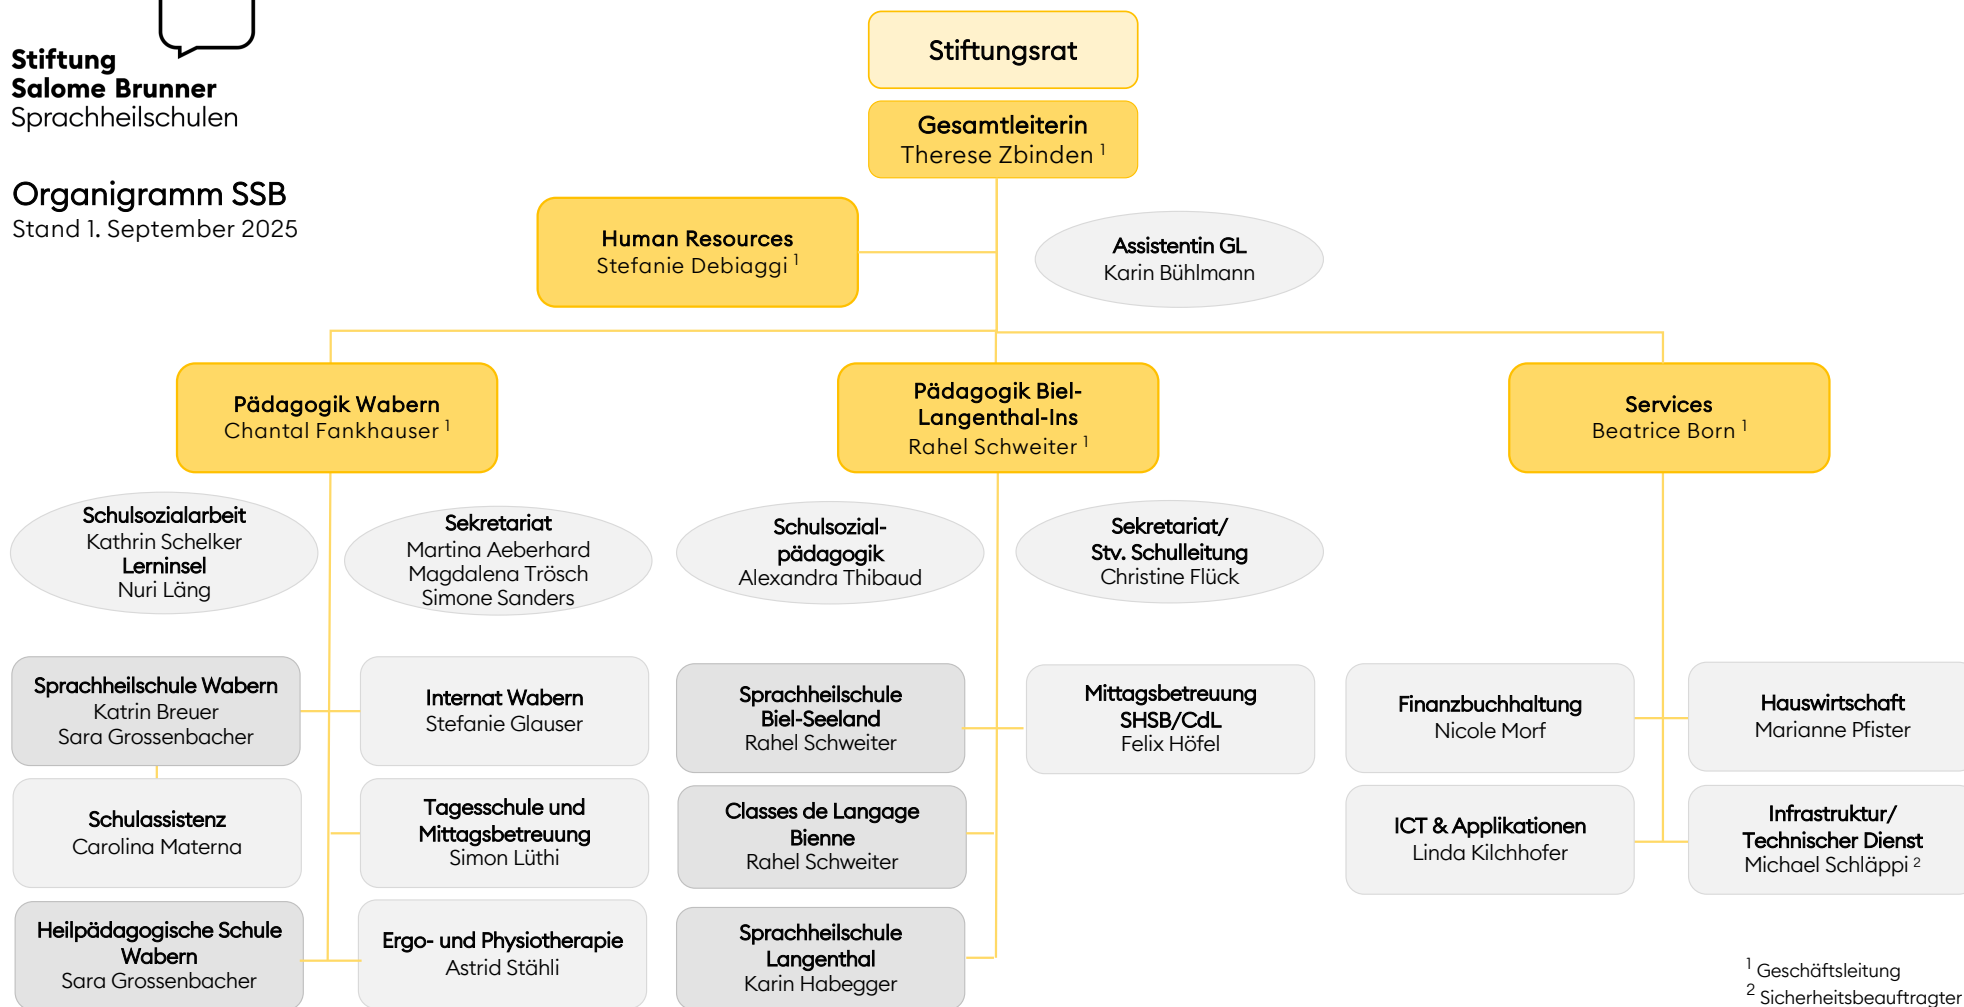 Stiftung
Salome Brunner
Sprachheilschulen
Organigramm SSB
Stand 1. September 2025
Stiftungsrat
Gesamtleiterin
Therese Zbinden 1
Human Resources
Stefanie Debiaggi 1
Assistentin GL
Karin Bühlmann
Pädagogik Wabern
Chantal Fankhauser 1
Pädagogik Biel-
Langenthal-Ins
Rahel Schweiter 1
Services
Beatrice Born 1
Schulsozialarbeit
Kathrin Schelker
Lerninsel
Nuri Läng
Sekretariat
Martina Aeberhard
Magdalena Trösch
Simone Sanders
Schulsozial-
pädagogik
Alexandra Thibaud
Sekretariat/
Stv. Schulleitung
Christine Flück
Sprachheilschule Wabern
Katrin Breuer
Sara Grossenbacher
Internat Wabern
Stefanie Glauser
Sprachheilschule
Biel-Seeland
Rahel Schweiter
Mittagsbetreuung
SHSB/CdL
Felix Höfel
Finanzbuchhaltung
Nicole Morf
Hauswirtschaft
Marianne Pfister
Schulassistenz
Carolina Materna
Tagesschule und
Mittagsbetreuung
Simon Lüthi
Classes de Langage
Bienne
Rahel Schweiter
ICT & Applikationen
Linda Kilchhofer
Infrastruktur/
Technischer Dienst
Michael Schläppi 2
Heilpädagogische Schule
Wabern
Sara Grossenbacher
Ergo- und Physiotherapie
Astrid Stähli
Sprachheilschule
Langenthal
Karin Habegger
1 Geschäftsleitung
2 Sicherheitsbeauftragter